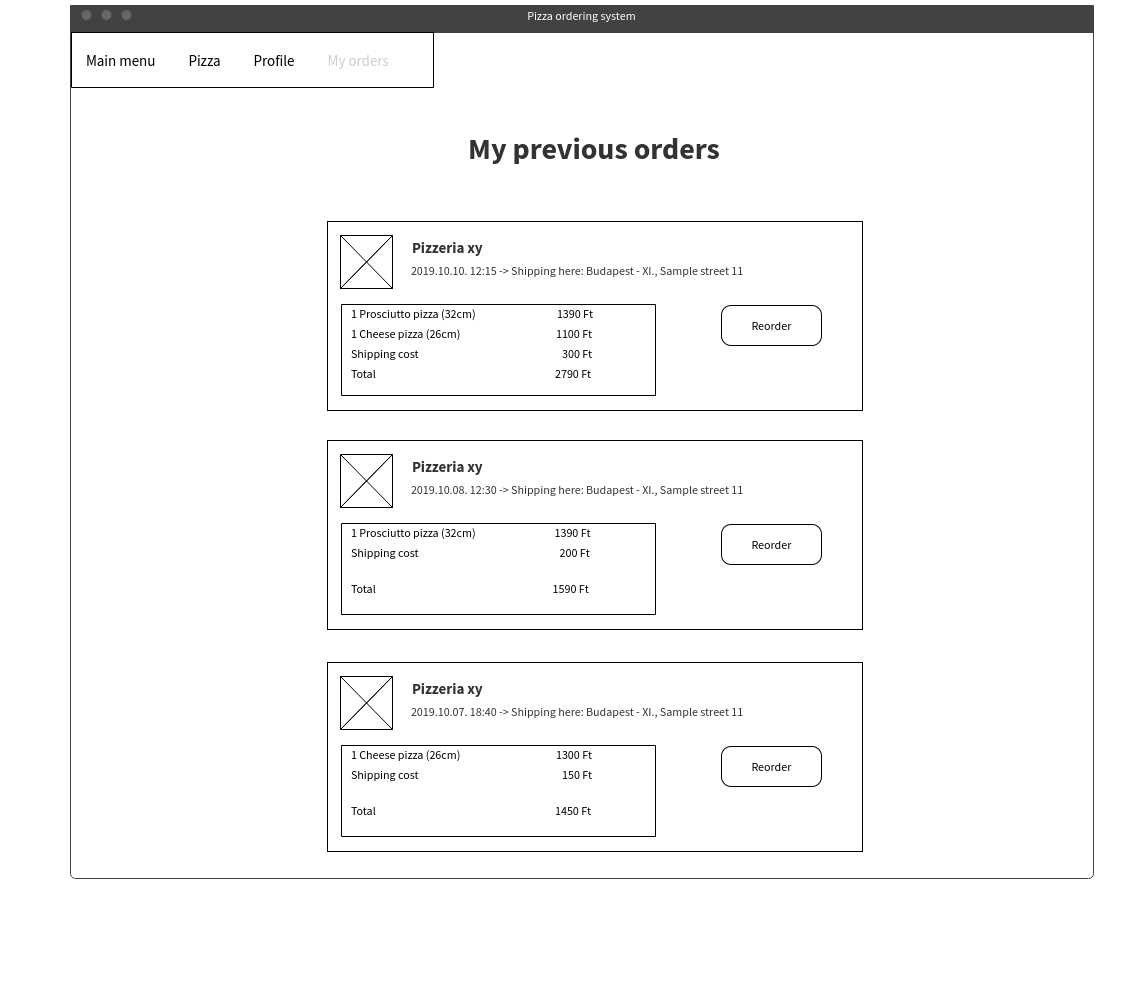 Pizza ordering system
Main menu Pizza Profile My orders
My previous orders
Pizzeria xy
2019.10.10. 12:15 -> Shipping here: Budapest - XI., Sample street 11
1 Prosciutto pizza (32cm) 1390 Ft
1 Cheese pizza (26cm) 1100 Ft
Shipping cost 300 Ft
Total 2790 Ft
Reorder
Pizzeria xy
2019.10.08. 12:30 -> Shipping here: Budapest - XI., Sample street 11
1 Prosciutto pizza (32cm) 1390 Ft
Shipping cost 200 Ft
Total 1590 Ft
Reorder
Pizzeria xy
2019.10.07. 18:40 -> Shipping here: Budapest - XI., Sample street 11
1 Cheese pizza (26cm) 1300 Ft
Shipping cost 150 Ft
Total 1450 Ft
Reorder